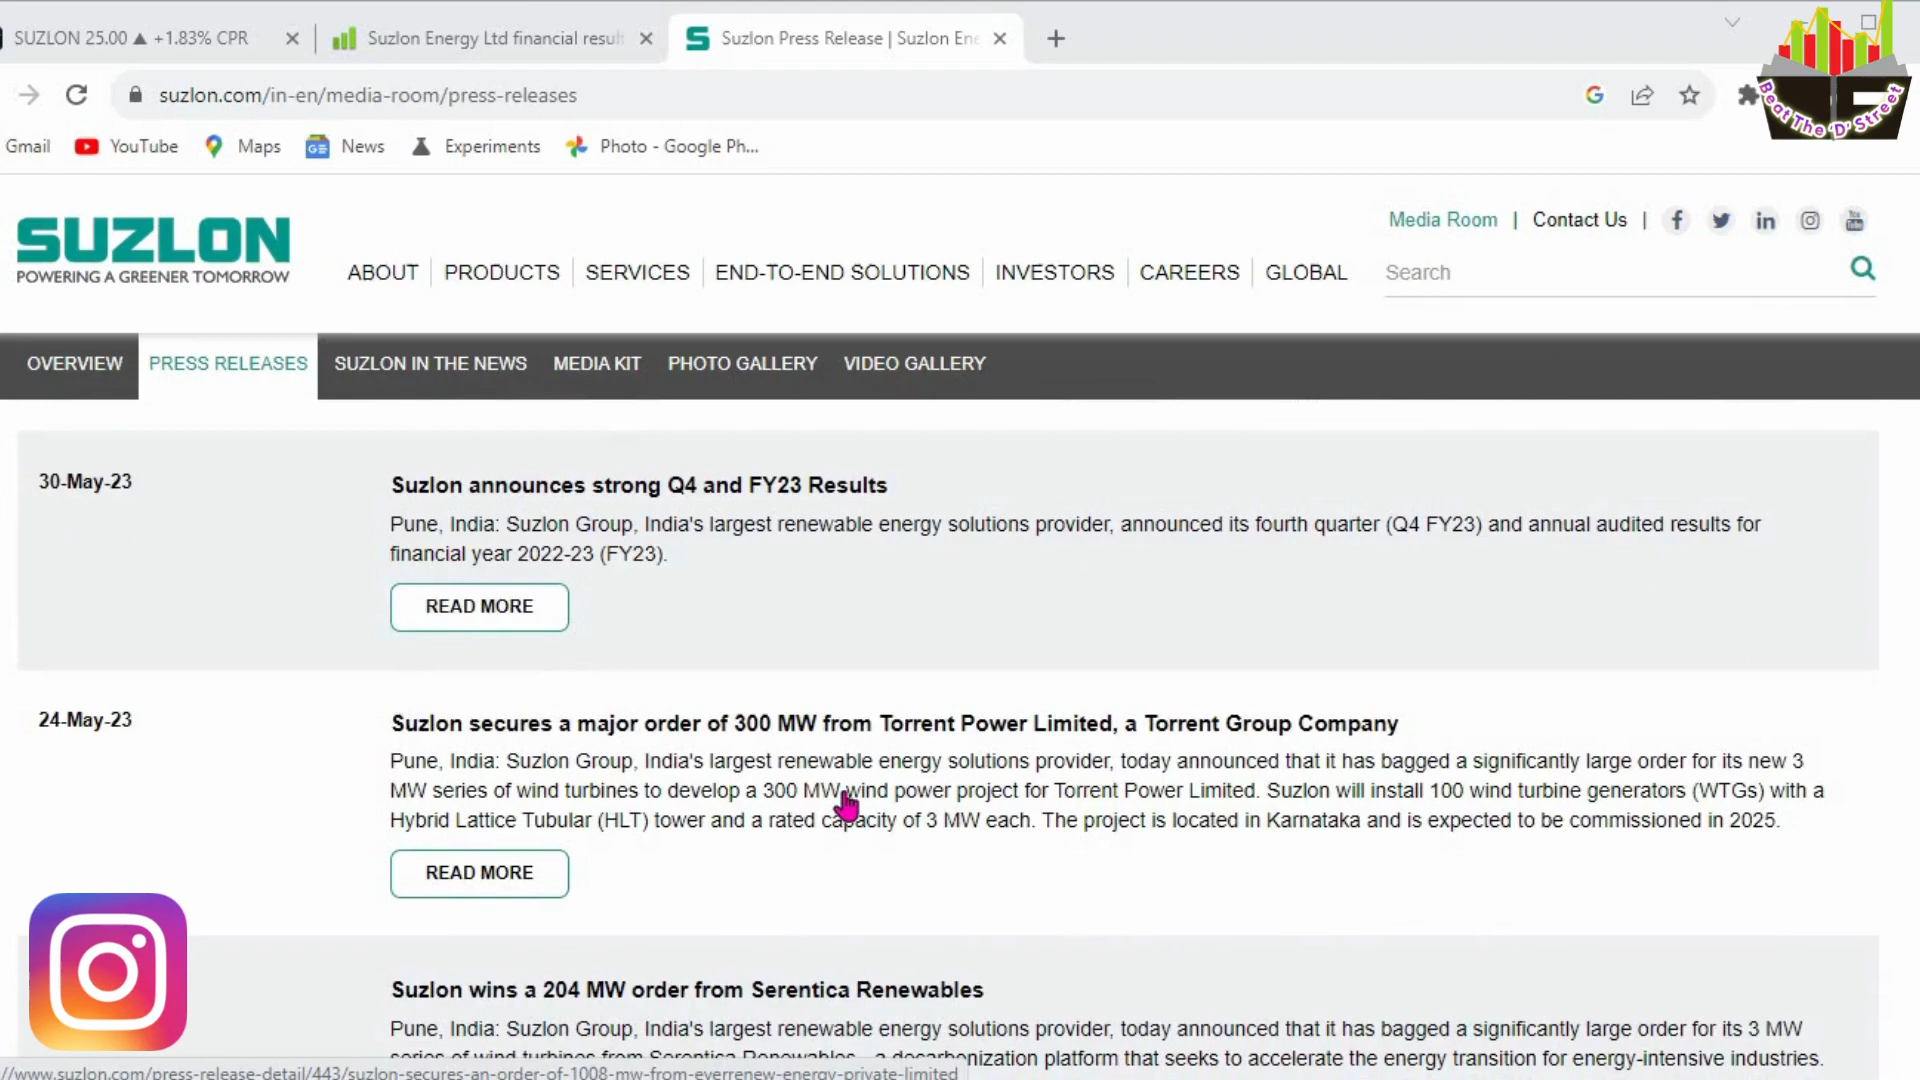 SUZLON 25.00 ▲ +1.83% CPR
Suzlon Energy Ltd financial resul
Suzlon Press Release | Suzlon Ene
suzlon.com/in-en/media-room/press-releases
Beat The 'D' Street
Gmail YouTube Maps News Experiments Photo - Google Ph...
SUZLON
POWERING A GREENER TOMORROW
Media Room | Contact Us |
ABOUT PRODUCTS SERVICES END-TO-END SOLUTIONS INVESTORS CAREERS GLOBAL Search
OVERVIEW PRESS RELEASES SUZLON IN THE NEWS MEDIA KIT PHOTO GALLERY VIDEO GALLERY
30-May-23
Suzlon announces strong Q4 and FY23 Results
Pune, India: Suzlon Group, India's largest renewable energy solutions provider, announced its fourth quarter (Q4 FY23) and annual audited results for
financial year 2022-23 (FY23).
READ MORE
24-May-23
Suzlon secures a major order of 300 MW from Torrent Power Limited, a Torrent Group Company
Pune, India: Suzlon Group, India's largest renewable energy solutions provider, today announced that it has bagged a significantly large order for its new 3
MW series of wind turbines to develop a 300 MW wind power project for Torrent Power Limited. Suzlon will install 100 wind turbine generators (WTGs) with a
Hybrid Lattice Tubular (HLT) tower and a rated capacity of 3 MW each. The project is located in Karnataka and is expected to be commissioned in 2025.
READ MORE
Suzlon wins a 204 MW order from Serentica Renewables
Pune, India: Suzlon Group, India's largest renewable energy solutions provider, today announced that it has bagged a significantly large order for its 3 MW
series of wind turbines from Serentica Renewables - a decarbonization platform that seeks to accelerate the energy transition for energy-intensive industries.
//www.suzlon.com/press-release-detail/443/suzlon-secures-an-order-of-1008-mw-from-everrenew-energy-private-limited